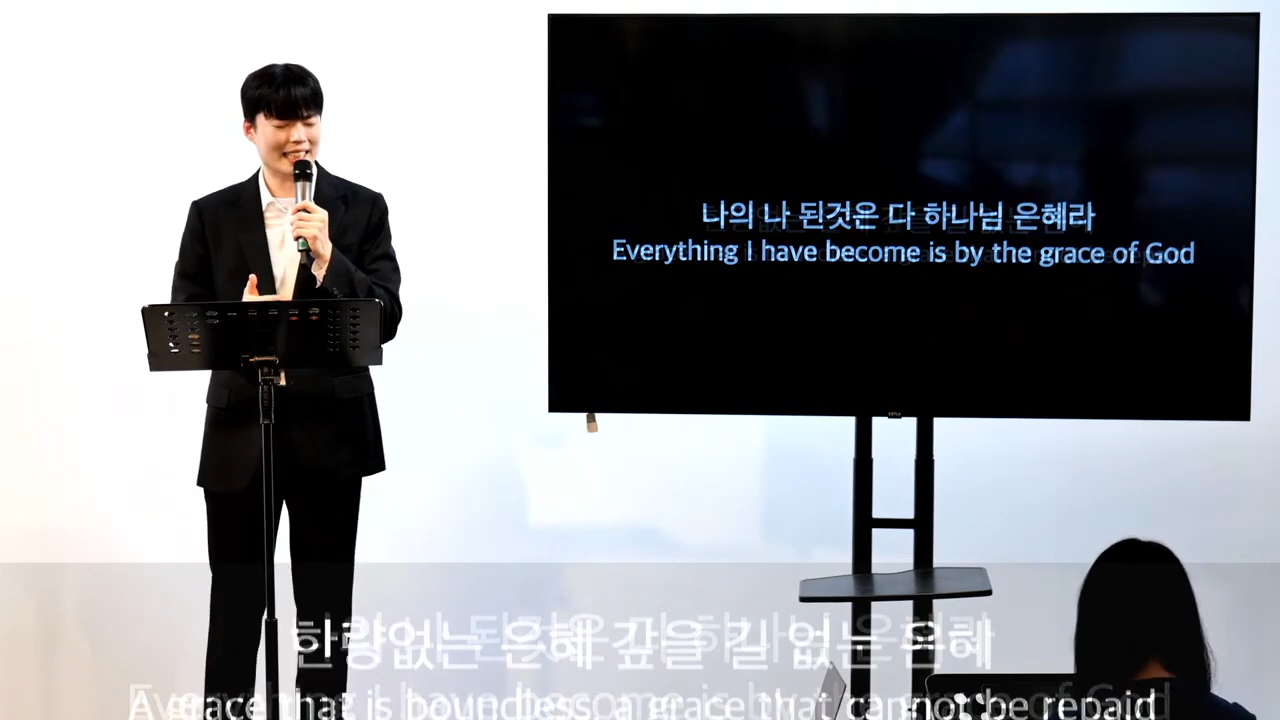 나의 나 된것은 다 하나님 은혜라
Everything I have become is by the grace of God
한량없는 은혜 갚을 길 없는 은혜
A grace that is boundless, a grace that cannot be repaid